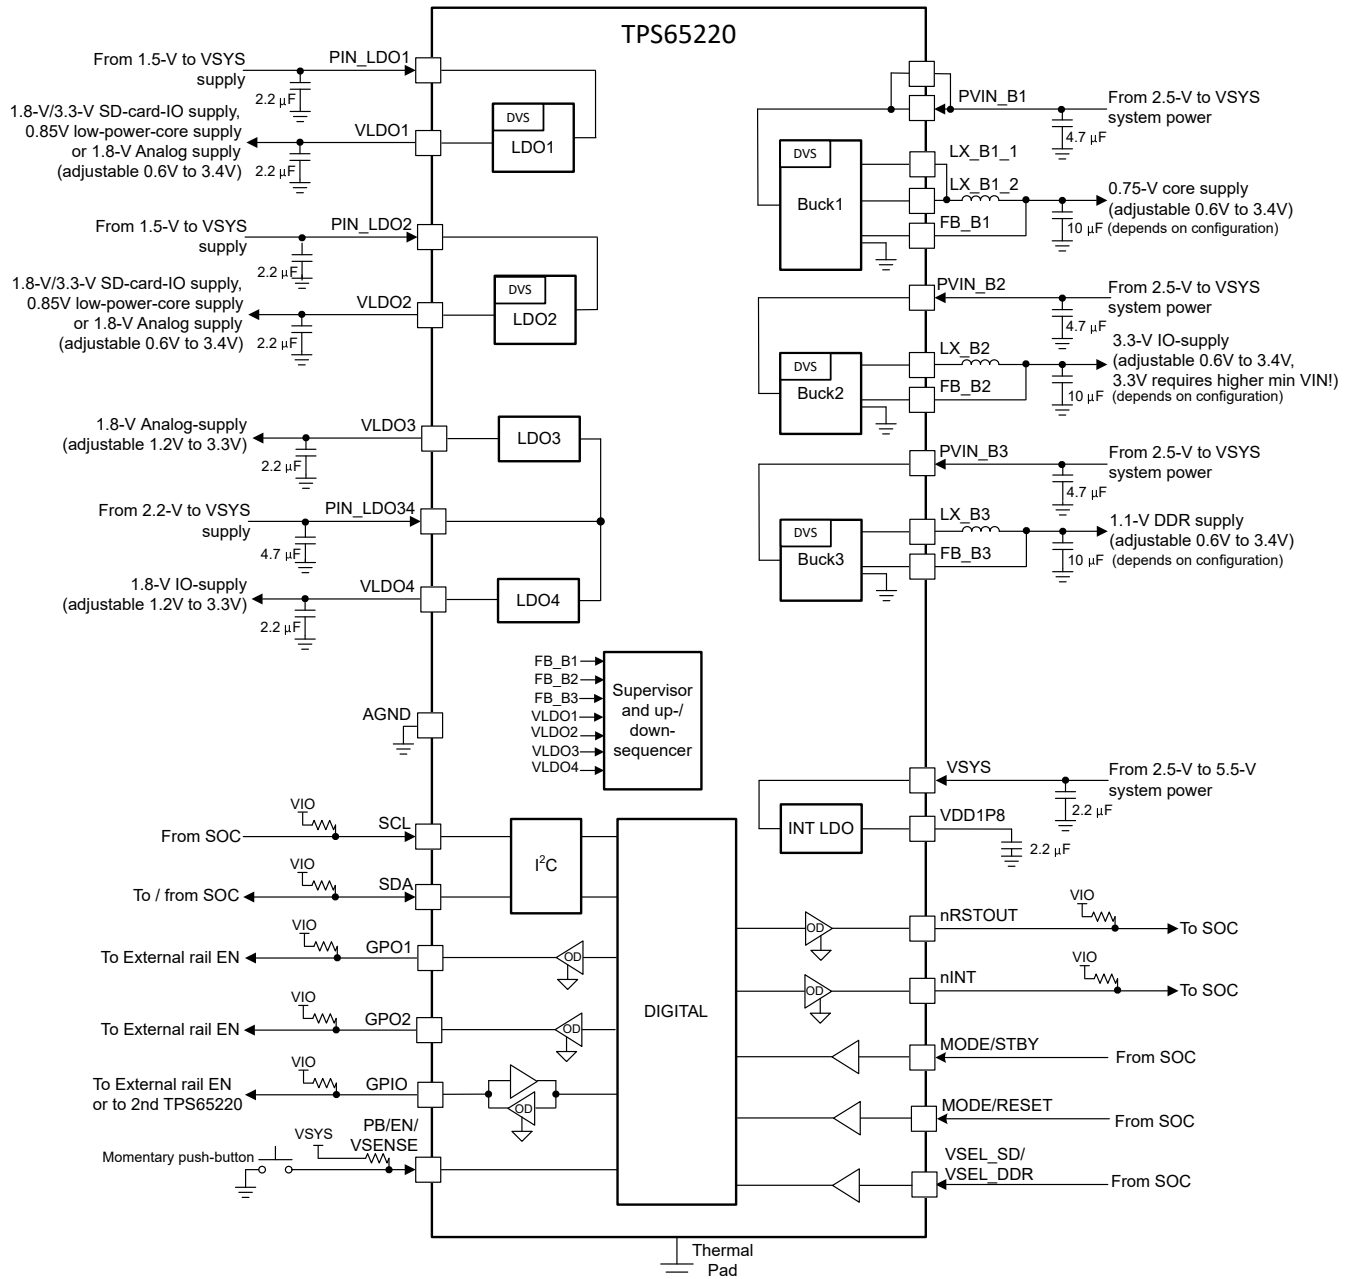 TPS65220
From 1.5-V to VSYS
supply
PIN_LDO1
2.2 μF
1.8-V/3.3-V SD-card-IO supply,
0.85V low-power-core supply
or 1.8-V Analog supply
(adjustable 0.6V to 3.4V)
VLDO1
2.2 μF
DVS
LDO1
From 1.5-V to VSYS
supply
PIN_LDO2
2.2 μF
1.8-V/3.3-V SD-card-IO supply,
0.85V low-power-core supply
or 1.8-V Analog supply
(adjustable 0.6V to 3.4V)
VLDO2
2.2 μF
DVS
LDO2
1.8-V Analog-supply
(adjustable 1.2V to 3.3V)
VLDO3
2.2 μF
LDO3
From 2.2-V to VSYS
supply
PIN_LDO34
4.7 μF
1.8-V IO-supply
(adjustable 1.2V to 3.3V)
VLDO4
2.2 μF
LDO4
PVIN_B1
From 2.5-V to VSYS
system power
4.7 μF
DVS
Buck1
LX_B1_1
LX_B1_2
FB_B1
0.75-V core supply
(adjustable 0.6V to 3.4V)
(depends on configuration)
10 μF
PVIN_B2
From 2.5-V to VSYS
system power
4.7 μF
DVS
Buck2
LX_B2
FB_B2
3.3-V IO-supply
(adjustable 0.6V to 3.4V,
3.3V requires higher min VIN!)
(depends on configuration)
10 μF
PVIN_B3
From 2.5-V to VSYS
system power
4.7 μF
DVS
Buck3
LX_B3
FB_B3
1.1-V DDR supply
(adjustable 0.6V to 3.4V)
(depends on configuration)
10 μF
FB_B1
FB_B2
FB_B3
VLDO1
VLDO2
VLDO3
VLDO4
Supervisor
and up-/
down-
sequencer
AGND
VSYS
From 2.5-V to 5.5-V
system power
2.2 μF
INT LDO
VDD1P8
2.2 μF
From SOC
VIO
SCL
I2C
To / from SOC
VIO
SDA
To External rail EN
VIO
GPO1
OD
To External rail EN
VIO
GPO2
OD
To External rail EN
or to 2nd TPS65220
VIO
GPIO
OD
Momentary push-button
VSYS
PB/EN/
VSENSE
DIGITAL
OD
nRSTOUT
VIO
To SOC
OD
nINT
VIO
To SOC
MODE/STBY
From SOC
MODE/RESET
From SOC
VSEL_SD/
VSEL_DDR
From SOC
Thermal
Pad